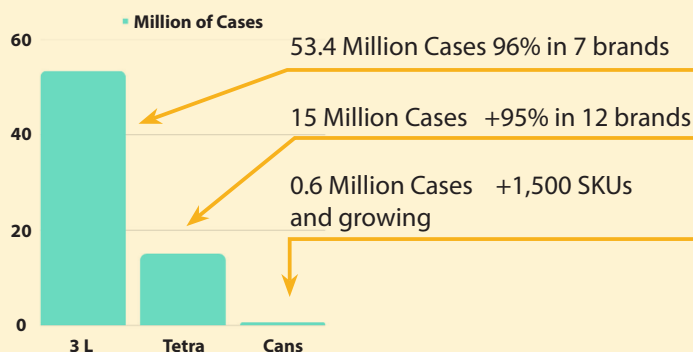 Million of Cases
60
53.4 Million Cases 96% in 7 brands
15 Million Cases +95% in 12 brands
40
0.6 Million Cases +1,500 SKUs
and growing
20
0
3 L Tetra Cans